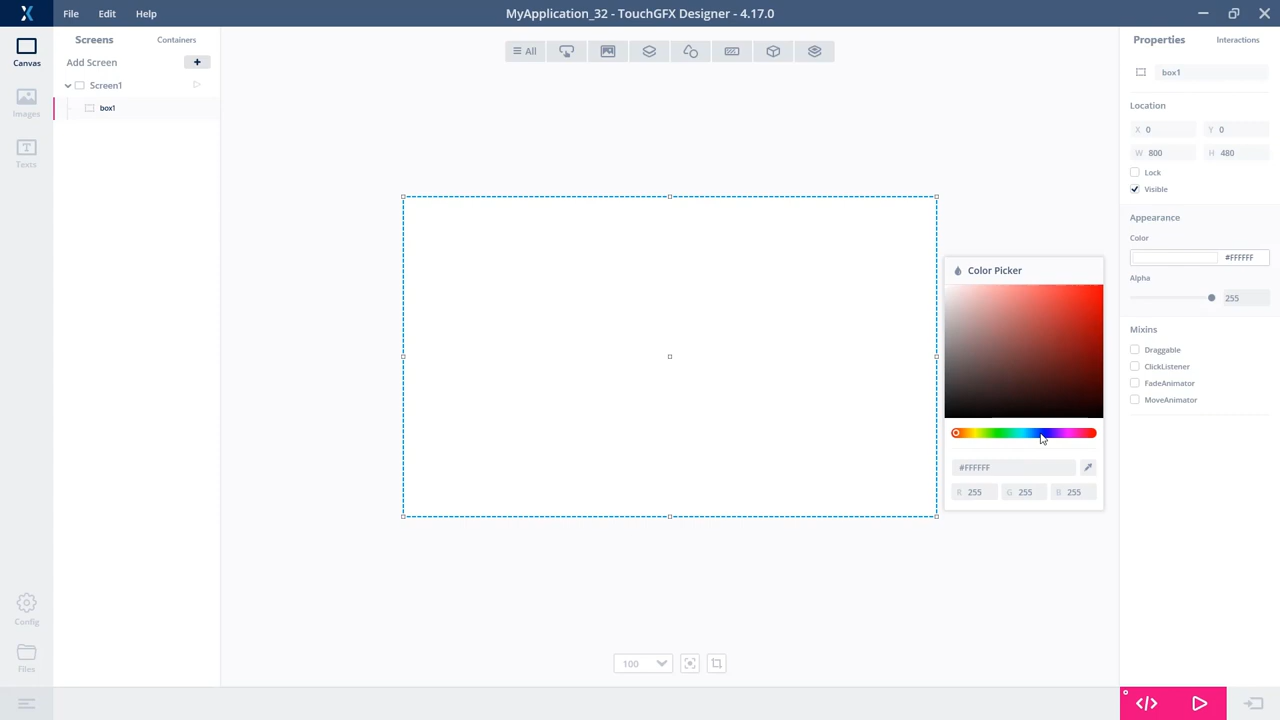 File Edit Help
MyApplication_32 - TouchGFX Designer - 4.17.0
Canvas
Images
Texts
Config
Files
Screens Containers
Add Screen +
Screen1
box1
All
Color Picker
#FFFFFF
R 255 G 255 B 255
100
Properties Interactions
box1
Location
X 0 Y 0
W 800 H 480
Lock
Visible
Appearance
Color
#FFFFFF
Alpha
255
Mixins
Draggable
ClickListener
FadeAnimator
MoveAnimator